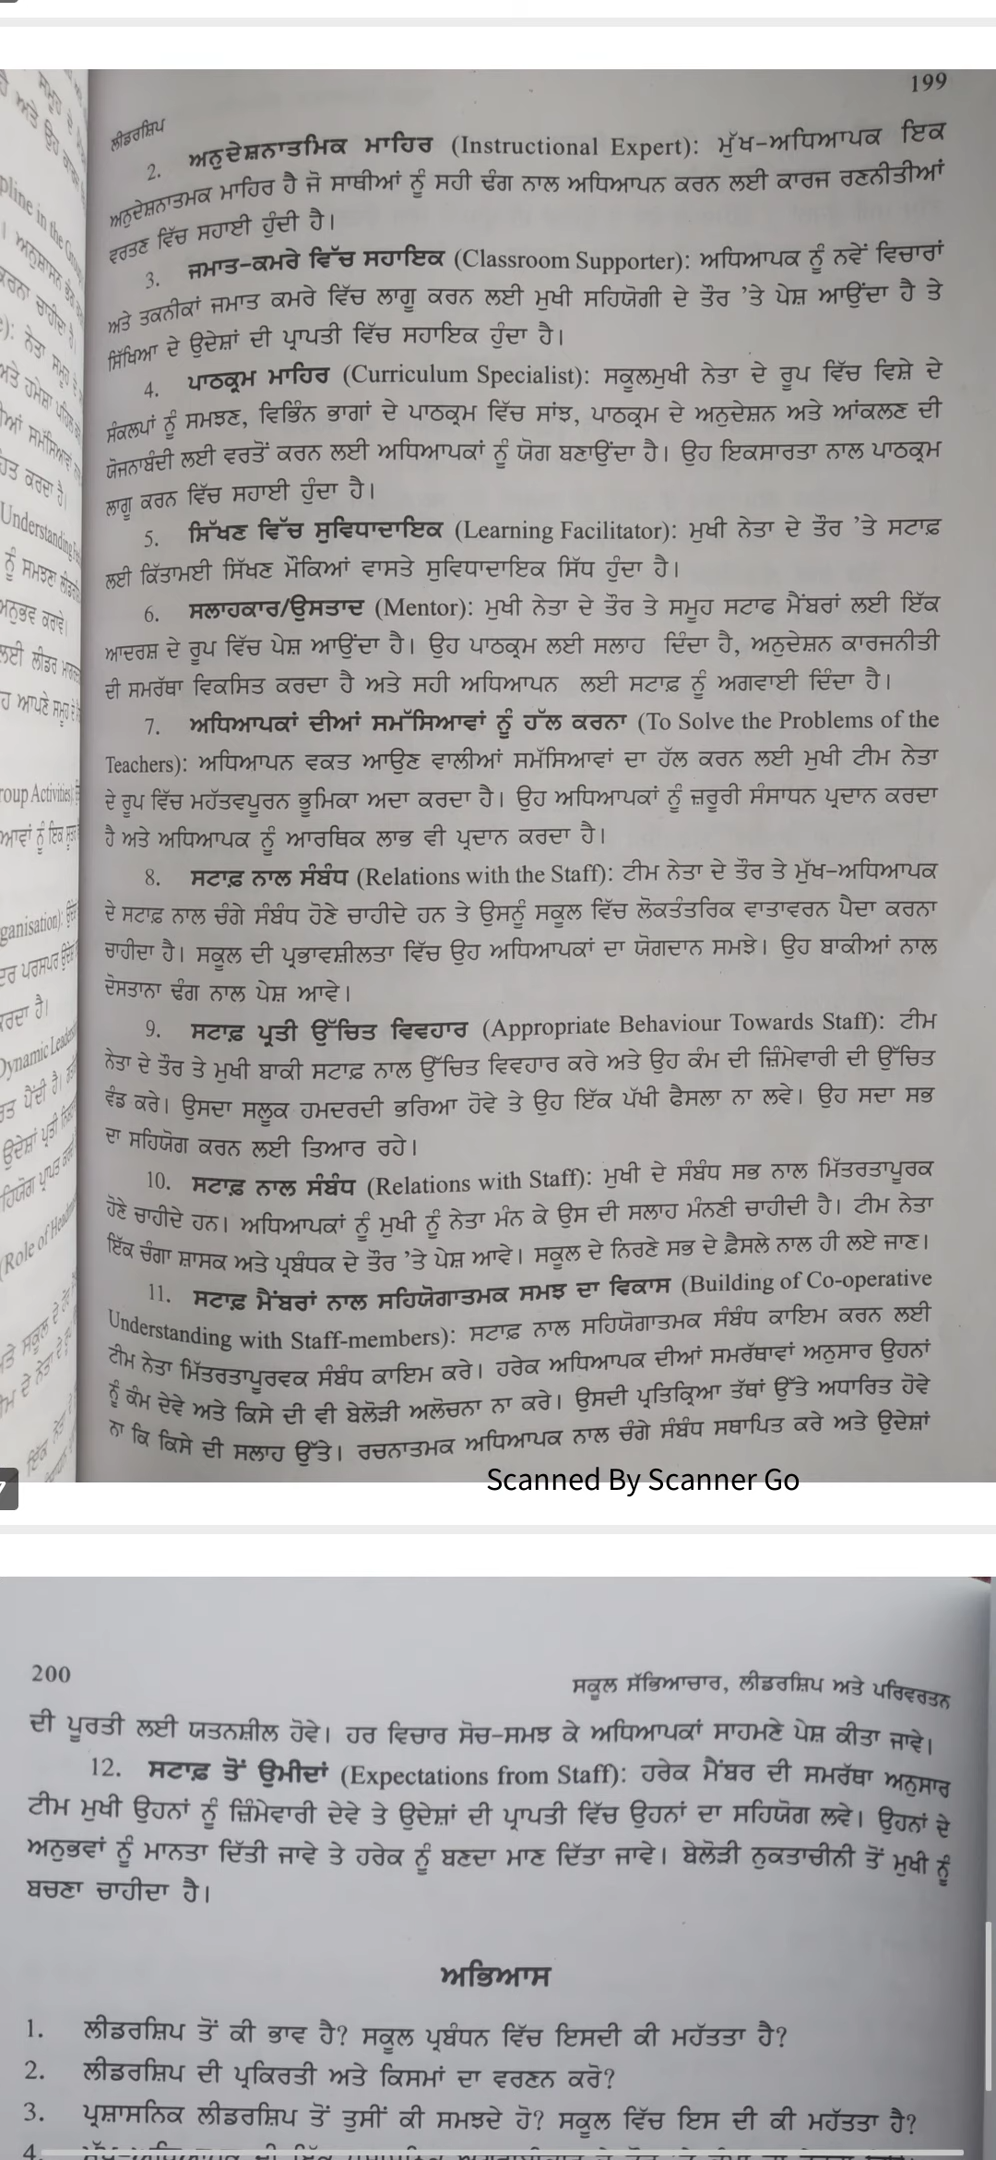 199
ਲੀਡਰਸ਼ਿਪ
2. ਅਨੁਦੇਸ਼ਨਾਤਮਿਕ ਮਾਹਿਰ (Instructional Expert): ਮੁੱਖ-ਅਧਿਆਪਕ ਇਕ
ਅਨੁਦੇਸ਼ਨਾਤਮਕ ਮਾਹਿਰ ਹੈ ਜੋ ਸਾਥੀਆਂ ਨੂੰ ਸਹੀ ਢੰਗ ਨਾਲ ਅਧਿਆਪਨ ਕਰਨ ਲਈ ਕਾਰਜ ਰਣਨੀਤੀਆਂ
ਵਰਤਣ ਵਿੱਚ ਸਹਾਈ ਹੁੰਦੀ ਹੈ।
3. ਜਮਾਤ-ਕਮਰੇ ਵਿੱਚ ਸਹਾਇਕ (Classroom Supporter): ਅਧਿਆਪਕ ਨੂੰ ਨਵੇਂ ਵਿਚਾਰਾਂ
ਅਤੇ ਤਕਨੀਕਾਂ ਜਮਾਤ ਕਮਰੇ ਵਿੱਚ ਲਾਗੂ ਕਰਨ ਲਈ ਮੁਖੀ ਸਹਿਯੋਗੀ ਦੇ ਤੌਰ ’ਤੇ ਪੇਸ਼ ਆਉਂਦਾ ਹੈ ਤੇ
ਸਿੱਖਿਆ ਦੇ ਉਦੇਸ਼ਾਂ ਦੀ ਪ੍ਰਾਪਤੀ ਵਿੱਚ ਸਹਾਇਕ ਹੁੰਦਾ ਹੈ।
4. ਪਾਠਕ੍ਰਮ ਮਾਹਿਰ (Curriculum Specialist): ਸਕੂਲਮੁਖੀ ਨੇਤਾ ਦੇ ਰੂਪ ਵਿੱਚ ਵਿਸ਼ੇ ਦੇ
ਸੰਕਲਪਾਂ ਨੂੰ ਸਮਝਣ, ਵਿਭਿੰਨ ਭਾਗਾਂ ਦੇ ਪਾਠਕ੍ਰਮ ਵਿੱਚ ਸਾਂਝ, ਪਾਠਕ੍ਰਮ ਦੇ ਅਨੁਦੇਸ਼ਨ ਅਤੇ ਆਂਕਲਣ ਦੀ
ਯੋਜਨਾਬੰਦੀ ਲਈ ਵਰਤੋਂ ਕਰਨ ਲਈ ਅਧਿਆਪਕਾਂ ਨੂੰ ਯੋਗ ਬਣਾਉਂਦਾ ਹੈ। ਉਹ ਇਕਸਾਰਤਾ ਨਾਲ ਪਾਠਕ੍ਰਮ
ਲਾਗੂ ਕਰਨ ਵਿੱਚ ਸਹਾਈ ਹੁੰਦਾ ਹੈ।
5. ਸਿੱਖਣ ਵਿੱਚ ਸੁਵਿਧਾਦਾਇਕ (Learning Facilitator): ਮੁਖੀ ਨੇਤਾ ਦੇ ਤੌਰ ’ਤੇ ਸਟਾਫ਼
ਲਈ ਕਿੱਤਾਮਈ ਸਿੱਖਣ ਮੌਕਿਆਂ ਵਾਸਤੇ ਸੁਵਿਧਾਦਾਇਕ ਸਿੱਧ ਹੁੰਦਾ ਹੈ।
6. ਸਲਾਹਕਾਰ/ਉਸਤਾਦ (Mentor): ਮੁਖੀ ਨੇਤਾ ਦੇ ਤੌਰ ਤੇ ਸਮੂਹ ਸਟਾਫ ਮੈਂਬਰਾਂ ਲਈ ਇੱਕ
ਆਦਰਸ਼ ਦੇ ਰੂਪ ਵਿੱਚ ਪੇਸ਼ ਆਉਂਦਾ ਹੈ। ਉਹ ਪਾਠਕ੍ਰਮ ਲਈ ਸਲਾਹ ਦਿੰਦਾ ਹੈ, ਅਨੁਦੇਸ਼ਨ ਕਾਰਜਨੀਤੀ
ਦੀ ਸਮਰੱਥਾ ਵਿਕਸਿਤ ਕਰਦਾ ਹੈ ਅਤੇ ਸਹੀ ਅਧਿਆਪਨ ਲਈ ਸਟਾਫ਼ ਨੂੰ ਅਗਵਾਈ ਦਿੰਦਾ ਹੈ।
7. ਅਧਿਆਪਕਾਂ ਦੀਆਂ ਸਮੱਸਿਆਵਾਂ ਨੂੰ ਹੱਲ ਕਰਨਾ (To Solve the Problems of the
Teachers): ਅਧਿਆਪਨ ਵਕਤ ਆਉਣ ਵਾਲੀਆਂ ਸਮੱਸਿਆਵਾਂ ਦਾ ਹੱਲ ਕਰਨ ਲਈ ਮੁਖੀ ਟੀਮ ਨੇਤਾ
ਦੇ ਰੂਪ ਵਿੱਚ ਮਹੱਤਵਪੂਰਨ ਭੂਮਿਕਾ ਅਦਾ ਕਰਦਾ ਹੈ। ਉਹ ਅਧਿਆਪਕਾਂ ਨੂੰ ਜ਼ਰੂਰੀ ਸੰਸਾਧਨ ਪ੍ਰਦਾਨ ਕਰਦਾ
ਹੈ ਅਤੇ ਅਧਿਆਪਕ ਨੂੰ ਆਰਥਿਕ ਲਾਭ ਵੀ ਪ੍ਰਦਾਨ ਕਰਦਾ ਹੈ।
8. ਸਟਾਫ਼ ਨਾਲ ਸੰਬੰਧ (Relations with the Staff): ਟੀਮ ਨੇਤਾ ਦੇ ਤੌਰ ਤੇ ਮੁੱਖ-ਅਧਿਆਪਕ
ਦੇ ਸਟਾਫ਼ ਨਾਲ ਚੰਗੇ ਸੰਬੰਧ ਹੋਣੇ ਚਾਹੀਦੇ ਹਨ ਤੇ ਉਸਨੂੰ ਸਕੂਲ ਵਿੱਚ ਲੋਕਤੰਤਰਿਕ ਵਾਤਾਵਰਨ ਪੈਦਾ ਕਰਨਾ
ਚਾਹੀਦਾ ਹੈ। ਸਕੂਲ ਦੀ ਪ੍ਰਭਾਵਸ਼ੀਲਤਾ ਵਿੱਚ ਉਹ ਅਧਿਆਪਕਾਂ ਦਾ ਯੋਗਦਾਨ ਸਮਝੇ। ਉਹ ਬਾਕੀਆਂ ਨਾਲ
ਦੋਸਤਾਨਾ ਢੰਗ ਨਾਲ ਪੇਸ਼ ਆਵੇ।
9. ਸਟਾਫ਼ ਪ੍ਰਤੀ ਉੱਚਿਤ ਵਿਵਹਾਰ (Appropriate Behaviour Towards Staff): ਟੀਮ
ਨੇਤਾ ਦੇ ਤੌਰ ਤੇ ਮੁਖੀ ਬਾਕੀ ਸਟਾਫ਼ ਨਾਲ ਉੱਚਿਤ ਵਿਵਹਾਰ ਕਰੇ ਅਤੇ ਉਹ ਕੰਮ ਦੀ ਜ਼ਿੰਮੇਵਾਰੀ ਦੀ ਉੱਚਿਤ
ਵੰਡ ਕਰੇ। ਉਸਦਾ ਸਲੂਕ ਹਮਦਰਦੀ ਭਰਿਆ ਹੋਵੇ ਤੇ ਉਹ ਇੱਕ ਪੱਖੀ ਫੈਸਲਾ ਨਾ ਲਵੇ। ਉਹ ਸਦਾ ਸਭ
ਦਾ ਸਹਿਯੋਗ ਕਰਨ ਲਈ ਤਿਆਰ ਰਹੇ।
10. ਸਟਾਫ਼ ਨਾਲ ਸੰਬੰਧ (Relations with Staff): ਮੁਖੀ ਦੇ ਸੰਬੰਧ ਸਭ ਨਾਲ ਮਿੱਤਰਤਾਪੂਰਕ
ਹੋਣੇ ਚਾਹੀਦੇ ਹਨ। ਅਧਿਆਪਕਾਂ ਨੂੰ ਮੁਖੀ ਨੂੰ ਨੇਤਾ ਮੰਨ ਕੇ ਉਸ ਦੀ ਸਲਾਹ ਮੰਨਣੀ ਚਾਹੀਦੀ ਹੈ। ਟੀਮ ਨੇਤਾ
ਇੱਕ ਚੰਗਾ ਸ਼ਾਸਕ ਅਤੇ ਪ੍ਰਬੰਧਕ ਦੇ ਤੌਰ ’ਤੇ ਪੇਸ਼ ਆਵੇ। ਸਕੂਲ ਦੇ ਨਿਰਣੇ ਸਭ ਦੇ ਫ਼ੈਸਲੇ ਨਾਲ ਹੀ ਲਏ ਜਾਣ।
11. ਸਟਾਫ਼ ਮੈਂਬਰਾਂ ਨਾਲ ਸਹਿਯੋਗਾਤਮਕ ਸਮਝ ਦਾ ਵਿਕਾਸ (Building of Co-operative
Understanding with Staff-members): ਸਟਾਫ਼ ਨਾਲ ਸਹਿਯੋਗਾਤਮਕ ਸੰਬੰਧ ਕਾਇਮ ਕਰਨ ਲਈ
ਟੀਮ ਨੇਤਾ ਮਿੱਤਰਤਾਪੂਰਵਕ ਸੰਬੰਧ ਕਾਇਮ ਕਰੇ। ਹਰੇਕ ਅਧਿਆਪਕ ਦੀਆਂ ਸਮਰੱਥਾਵਾਂ ਅਨੁਸਾਰ ਉਹਨਾਂ
ਨੂੰ ਕੰਮ ਦੇਵੇ ਅਤੇ ਕਿਸੇ ਦੀ ਵੀ ਬੇਲੋੜੀ ਅਲੋਚਨਾ ਨਾ ਕਰੇ। ਉਸਦੀ ਪ੍ਰਤਿਕ੍ਰਿਆ ਤੱਥਾਂ ਉੱਤੇ ਅਧਾਰਿਤ ਹੋਵੇ
ਨਾ ਕਿ ਕਿਸੇ ਦੀ ਸਲਾਹ ਉੱਤੇ। ਰਚਨਾਤਮਕ ਅਧਿਆਪਕ ਨਾਲ ਚੰਗੇ ਸੰਬੰਧ ਸਥਾਪਿਤ ਕਰੇ ਅਤੇ ਉਦੇਸ਼ਾਂ
Scanned By Scanner Go
200
ਸਕੂਲ ਸੱਭਿਆਚਾਰ, ਲੀਡਰਸ਼ਿਪ ਅਤੇ ਪਰਿਵਰਤਨ
ਦੀ ਪੂਰਤੀ ਲਈ ਯਤਨਸ਼ੀਲ ਹੋਵੇ। ਹਰ ਵਿਚਾਰ ਸੋਚ-ਸਮਝ ਕੇ ਅਧਿਆਪਕਾਂ ਸਾਹਮਣੇ ਪੇਸ਼ ਕੀਤਾ ਜਾਵੇ।
12. ਸਟਾਫ਼ ਤੋਂ ਉਮੀਦਾਂ (Expectations from Staff): ਹਰੇਕ ਮੈਂਬਰ ਦੀ ਸਮਰੱਥਾ ਅਨੁਸਾਰ
ਟੀਮ ਮੁਖੀ ਉਹਨਾਂ ਨੂੰ ਜ਼ਿੰਮੇਵਾਰੀ ਦੇਵੇ ਤੇ ਉਦੇਸ਼ਾਂ ਦੀ ਪ੍ਰਾਪਤੀ ਵਿੱਚ ਉਹਨਾਂ ਦਾ ਸਹਿਯੋਗ ਲਵੇ। ਉਹਨਾਂ ਦੇ
ਅਨੁਭਵਾਂ ਨੂੰ ਮਾਨਤਾ ਦਿੱਤੀ ਜਾਵੇ ਤੇ ਹਰੇਕ ਨੂੰ ਬਣਦਾ ਮਾਣ ਦਿੱਤਾ ਜਾਵੇ। ਬੇਲੋੜੀ ਨੁਕਤਾਚੀਨੀ ਤੋਂ ਮੁਖੀ ਨੂੰ
ਬਚਣਾ ਚਾਹੀਦਾ ਹੈ।
ਅਭਿਆਸ
1. ਲੀਡਰਸ਼ਿਪ ਤੋਂ ਕੀ ਭਾਵ ਹੈ? ਸਕੂਲ ਪ੍ਰਬੰਧਨ ਵਿੱਚ ਇਸਦੀ ਕੀ ਮਹੱਤਤਾ ਹੈ?
2. ਲੀਡਰਸ਼ਿਪ ਦੀ ਪ੍ਰਕਿਰਤੀ ਅਤੇ ਕਿਸਮਾਂ ਦਾ ਵਰਣਨ ਕਰੋ?
3. ਪ੍ਰਸ਼ਾਸਨਿਕ ਲੀਡਰਸ਼ਿਪ ਤੋਂ ਤੁਸੀਂ ਕੀ ਸਮਝਦੇ ਹੋ? ਸਕੂਲ ਵਿੱਚ ਇਸ ਦੀ ਕੀ ਮਹੱਤਤਾ ਹੈ?
4.